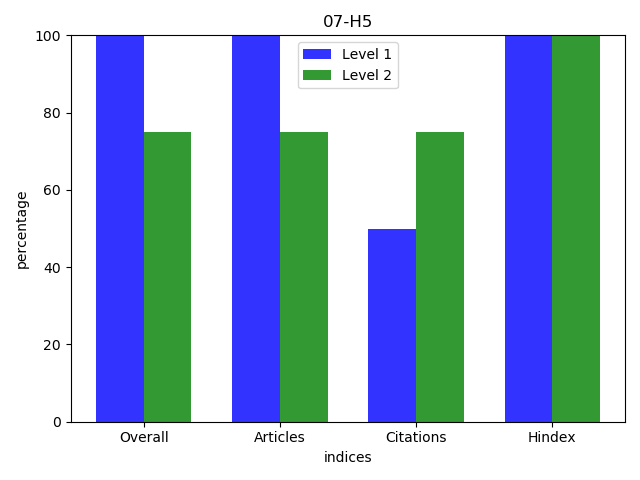 07-H5
Level 1
Level 2
100
80
60
40
20
0
percentage
Overall Articles Citations Hindex
indices